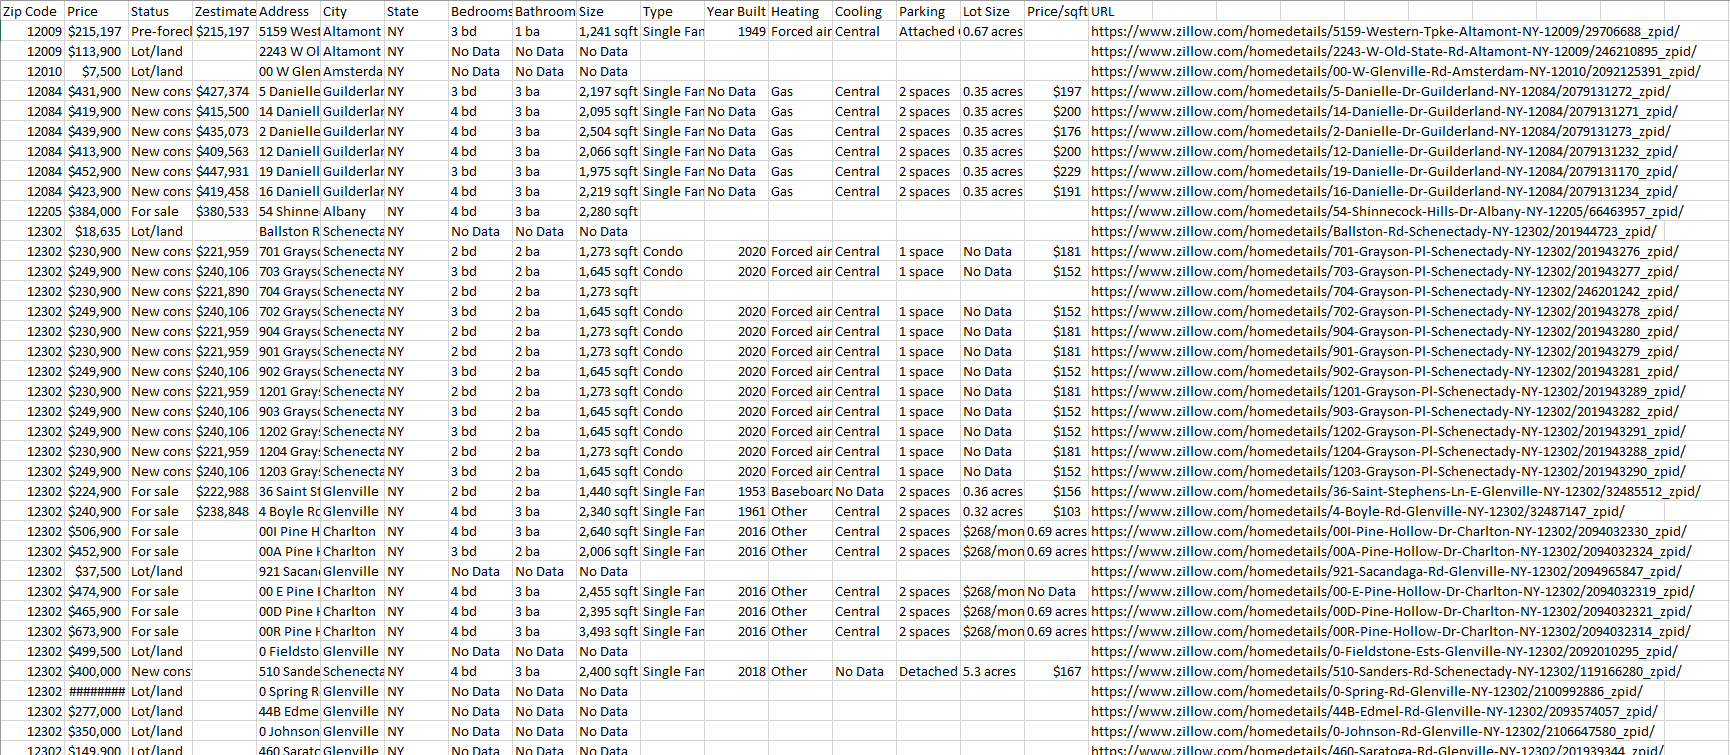 Zip Code Price Status Zestimate Address City State Bedrooms Bathroom Size Type Year Built Heating Cooling Parking Lot Size Price/sqft URL
12009 $215,197 Pre-forecl $215,197 5159 West Altamont NY 3 bd 1 ba 1,241 sqft Single Fan 1949 Forced air Central Attached 0.67 acres https://www.zillow.com/homedetails/5159-Western-Tpke-Altamont-NY-12009/29706688_zpid/
12009 $113,900 Lot/land 2243 W Ol Altamont NY No Data No Data No Data https://www.zillow.com/homedetails/2243-W-Old-State-Rd-Altamont-NY-12009/246210895_zpid/
12010 $7,500 Lot/land 00 W Glen Amsterda NY No Data No Data No Data https://www.zillow.com/homedetails/00-W-Glenville-Rd-Amsterdam-NY-12010/2092125391_zpid/
12084 $431,900 New cons $427,374 5 Danielle Guilderlar NY 3 bd 3 ba 2,197 sqft Single Fan No Data Gas Central 2 spaces 0.35 acres $197 https://www.zillow.com/homedetails/5-Danielle-Dr-Guilderland-NY-12084/2079131272_zpid/
12084 $419,900 New cons $415,500 14 Daniell Guilderlar NY 4 bd 3 ba 2,095 sqft Single Fan No Data Gas Central 2 spaces 0.35 acres $200 https://www.zillow.com/homedetails/14-Danielle-Dr-Guilderland-NY-12084/2079131271_zpid/
12084 $439,900 New cons $435,073 2 Danielle Guilderlar NY 4 bd 3 ba 2,504 sqft Single Fan No Data Gas Central 2 spaces 0.35 acres $176 https://www.zillow.com/homedetails/2-Danielle-Dr-Guilderland-NY-12084/2079131273_zpid/
12084 $413,900 New cons $409,563 12 Daniell Guilderlar NY 4 bd 3 ba 2,066 sqft Single Fan No Data Gas Central 2 spaces 0.35 acres $200 https://www.zillow.com/homedetails/12-Danielle-Dr-Guilderland-NY-12084/2079131232_zpid/
12084 $452,900 New cons $447,931 19 Daniell Guilderlar NY 3 bd 3 ba 1,975 sqft Single Fan No Data Gas Central 2 spaces 0.35 acres $229 https://www.zillow.com/homedetails/19-Danielle-Dr-Guilderland-NY-12084/2079131170_zpid/
12084 $423,900 New cons $419,458 16 Daniell Guilderlar NY 4 bd 3 ba 2,219 sqft Single Fan No Data Gas Central 2 spaces 0.35 acres $191 https://www.zillow.com/homedetails/16-Danielle-Dr-Guilderland-NY-12084/2079131234_zpid/
12205 $384,000 For sale $380,533 54 Shinne Albany NY 4 bd 3 ba 2,280 sqft https://www.zillow.com/homedetails/54-Shinnecock-Hills-Dr-Albany-NY-12205/66463957_zpid/
12302 $18,635 Lot/land Ballston R Schenecta NY No Data No Data No Data https://www.zillow.com/homedetails/Ballston-Rd-Schenectady-NY-12302/201944723_zpid/
12302 $230,900 New cons $221,959 701 Grays Schenecta NY 2 bd 2 ba 1,273 sqft Condo 2020 Forced air Central 1 space No Data $181 https://www.zillow.com/homedetails/701-Grayson-Pl-Schenectady-NY-12302/201943276_zpid/
12302 $249,900 New cons $240,106 703 Grays Schenecta NY 3 bd 2 ba 1,645 sqft Condo 2020 Forced air Central 1 space No Data $152 https://www.zillow.com/homedetails/703-Grayson-Pl-Schenectady-NY-12302/201943277_zpid/
12302 $230,900 New cons $221,890 704 Grays Schenecta NY 2 bd 2 ba 1,273 sqft https://www.zillow.com/homedetails/704-Grayson-Pl-Schenectady-NY-12302/246201242_zpid/
12302 $249,900 New cons $240,106 702 Grays Schenecta NY 3 bd 2 ba 1,645 sqft Condo 2020 Forced air Central 1 space No Data $152 https://www.zillow.com/homedetails/702-Grayson-Pl-Schenectady-NY-12302/201943278_zpid/
12302 $230,900 New cons $221,959 904 Grays Schenecta NY 2 bd 2 ba 1,273 sqft Condo 2020 Forced air Central 1 space No Data $181 https://www.zillow.com/homedetails/904-Grayson-Pl-Schenectady-NY-12302/201943280_zpid/
12302 $230,900 New cons $221,959 901 Grays Schenecta NY 2 bd 2 ba 1,273 sqft Condo 2020 Forced air Central 1 space No Data $181 https://www.zillow.com/homedetails/901-Grayson-Pl-Schenectady-NY-12302/201943279_zpid/
12302 $249,900 New cons $240,106 902 Grays Schenecta NY 3 bd 2 ba 1,645 sqft Condo 2020 Forced air Central 1 space No Data $152 https://www.zillow.com/homedetails/902-Grayson-Pl-Schenectady-NY-12302/201943281_zpid/
12302 $230,900 New cons $221,959 1201 Gray Schenecta NY 2 bd 2 ba 1,273 sqft Condo 2020 Forced air Central 1 space No Data $181 https://www.zillow.com/homedetails/1201-Grayson-Pl-Schenectady-NY-12302/201943289_zpid/
12302 $249,900 New cons $240,106 903 Grays Schenecta NY 3 bd 2 ba 1,645 sqft Condo 2020 Forced air Central 1 space No Data $152 https://www.zillow.com/homedetails/903-Grayson-Pl-Schenectady-NY-12302/201943282_zpid/
12302 $249,900 New cons $240,106 1202 Gray Schenecta NY 3 bd 2 ba 1,645 sqft Condo 2020 Forced air Central 1 space No Data $152 https://www.zillow.com/homedetails/1202-Grayson-Pl-Schenectady-NY-12302/201943291_zpid/
12302 $230,900 New cons $221,959 1204 Gray Schenecta NY 2 bd 2 ba 1,273 sqft Condo 2020 Forced air Central 1 space No Data $181 https://www.zillow.com/homedetails/1204-Grayson-Pl-Schenectady-NY-12302/201943288_zpid/
12302 $249,900 New cons $240,106 1203 Gray Schenecta NY 3 bd 2 ba 1,645 sqft Condo 2020 Forced air Central 1 space No Data $152 https://www.zillow.com/homedetails/1203-Grayson-Pl-Schenectady-NY-12302/201943290_zpid/
12302 $224,900 For sale $222,988 36 Saint St Glenville NY 2 bd 2 ba 1,440 sqft Single Fan 1953 Baseboard No Data 2 spaces 0.36 acres $156 https://www.zillow.com/homedetails/36-Saint-Stephens-Ln-E-Glenville-NY-12302/32485512_zpid/
12302 $240,900 For sale $238,848 4 Boyle Rd Glenville NY 4 bd 3 ba 2,340 sqft Single Fan 1961 Other Central 2 spaces 0.32 acres $103 https://www.zillow.com/homedetails/4-Boyle-Rd-Glenville-NY-12302/32487147_zpid/
12302 $506,900 For sale 00I Pine H Charlton NY 4 bd 3 ba 2,640 sqft Single Fan 2016 Other Central 2 spaces $268/mon 0.69 acres https://www.zillow.com/homedetails/00I-Pine-Hollow-Dr-Charlton-NY-12302/2094032330_zpid/
12302 $452,900 For sale 00A Pine H Charlton NY 3 bd 2 ba 2,006 sqft Single Fan 2016 Other Central 2 spaces $268/mon 0.69 acres https://www.zillow.com/homedetails/00A-Pine-Hollow-Dr-Charlton-NY-12302/2094032324_zpid/
12302 $37,500 Lot/land 921 Sacan Glenville NY No Data No Data No Data https://www.zillow.com/homedetails/921-Sacandaga-Rd-Glenville-NY-12302/2094965847_zpid/
12302 $474,900 For sale 00 E Pine H Charlton NY 4 bd 3 ba 2,455 sqft Single Fan 2016 Other Central 2 spaces $268/mon No Data https://www.zillow.com/homedetails/00-E-Pine-Hollow-Dr-Charlton-NY-12302/2094032319_zpid/
12302 $465,900 For sale 00D Pine H Charlton NY 4 bd 3 ba 2,395 sqft Single Fan 2016 Other Central 2 spaces $268/mon 0.69 acres https://www.zillow.com/homedetails/00D-Pine-Hollow-Dr-Charlton-NY-12302/2094032321_zpid/
12302 $673,900 For sale 00R Pine H Charlton NY 4 bd 3 ba 3,493 sqft Single Fan 2016 Other Central 2 spaces $268/mon 0.69 acres https://www.zillow.com/homedetails/00R-Pine-Hollow-Dr-Charlton-NY-12302/2094032314_zpid/
12302 $499,500 Lot/land 0 Fieldsto Glenville NY No Data No Data No Data https://www.zillow.com/homedetails/0-Fieldstone-Ests-Glenville-NY-12302/2092010295_zpid/
12302 $400,000 New cons 510 Sande Schenecta NY 4 bd 3 ba 2,400 sqft Single Fan 2018 Other No Data Detached 5.3 acres $167 https://www.zillow.com/homedetails/510-Sanders-Rd-Schenectady-NY-12302/119166280_zpid/
12302 ######## Lot/land 0 Spring R Glenville NY No Data No Data No Data https://www.zillow.com/homedetails/0-Spring-Rd-Glenville-NY-12302/2100992886_zpid/
12302 $277,000 Lot/land 44B Edme Glenville NY No Data No Data No Data https://www.zillow.com/homedetails/44B-Edmel-Rd-Glenville-NY-12302/2093574057_zpid/
12302 $350,000 Lot/land 0 Johnson Glenville NY No Data No Data No Data https://www.zillow.com/homedetails/0-Johnson-Rd-Glenville-NY-12302/2106647580_zpid/
12302 $149,900 Lot/land 460 Sarato Glenville NY No Data No Data No Data https://www.zillow.com/homedetails/460-Saratoga-Rd-Glenville-NY-12302/201939344_zpid/